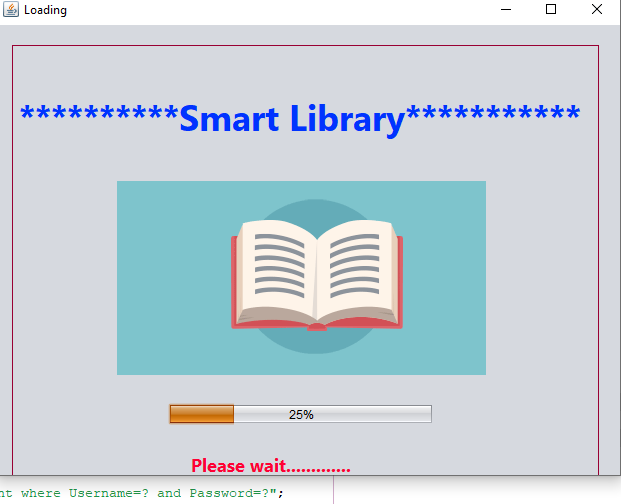 Loading
**********Smart Library***********
25%
Please wait.............
nt where Username=? and Password=?";